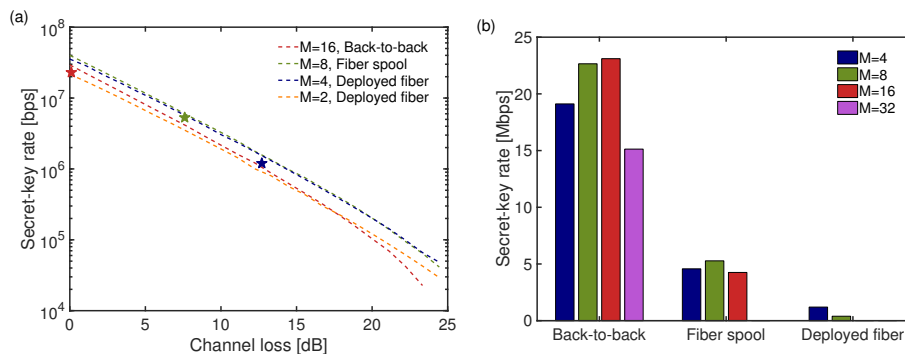 (a)
Secret-key rate [bps]
10^8
10^7
10^6
10^5
10^4
M=16, Back-to-back
M=8, Fiber spool
M=4, Deployed fiber
M=2, Deployed fiber
0 5 10 15 20 25
Channel loss [dB]
(b)
Secret-key rate [Mbps]
25
20
15
10
5
0
M=4
M=8
M=16
M=32
Back-to-back Fiber spool Deployed fiber